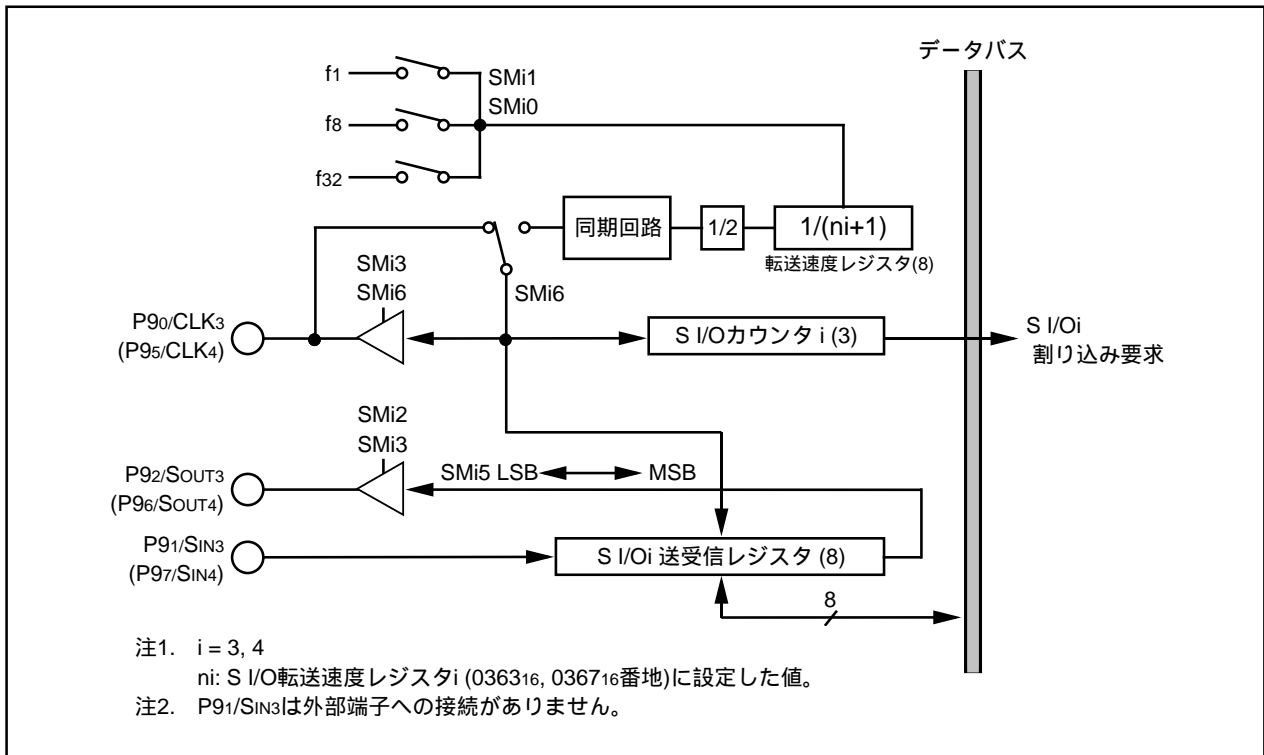 データバス
f1
SMi1
SMi0
f8
f32
同期回路
1/2
1/(ni+1)
転送速度レジスタ(8)
SMi3
SMi6
SMi6
P90/CLK3
(P95/CLK4)
S I/Oカウンタ i (3)
S I/Oi
割り込み要求
SMi2
SMi3
P92/SOUT3
(P96/SOUT4)
SMi5 LSB
MSB
P91/SIN3
(P97/SIN4)
S I/Oi 送受信レジスタ (8)
8
注1. i = 3, 4
ni: S I/O転送速度レジスタi (036316, 036716番地)に設定した値。
注2. P91/SIN3は外部端子への接続がありません。